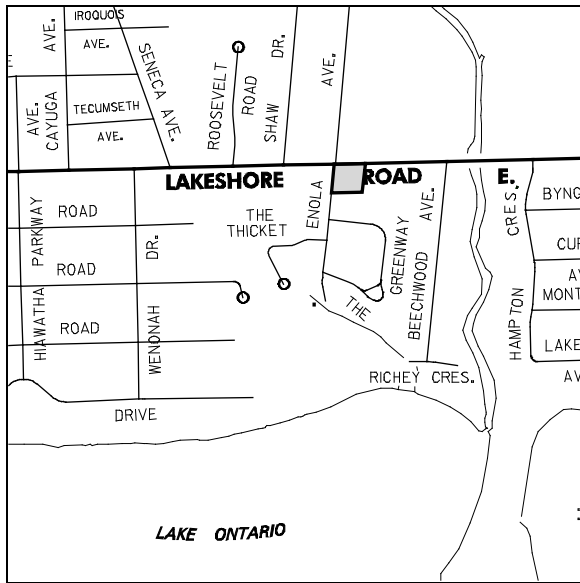 IROQUOIS
AVE.
AVE.
CAYUGA
AVE.
TECUMSETH
AVE.
SENECA AVE.
ROOSEVELT
ROAD
SHAW DR.
AVE.
LAKESHORE ROAD E.
HIAWATHA PARKWAY
ROAD
ROAD
ROAD
WENONAH DR.
DRIVE
THE
THICKET
ENOLA
THE
GREENWAY
BEECHWOOD AVE.
RICHEY CRES.
HAMPTON CRES.
BYNG
CUR
AV
MONT
LAKE
AV
LAKE ONTARIO